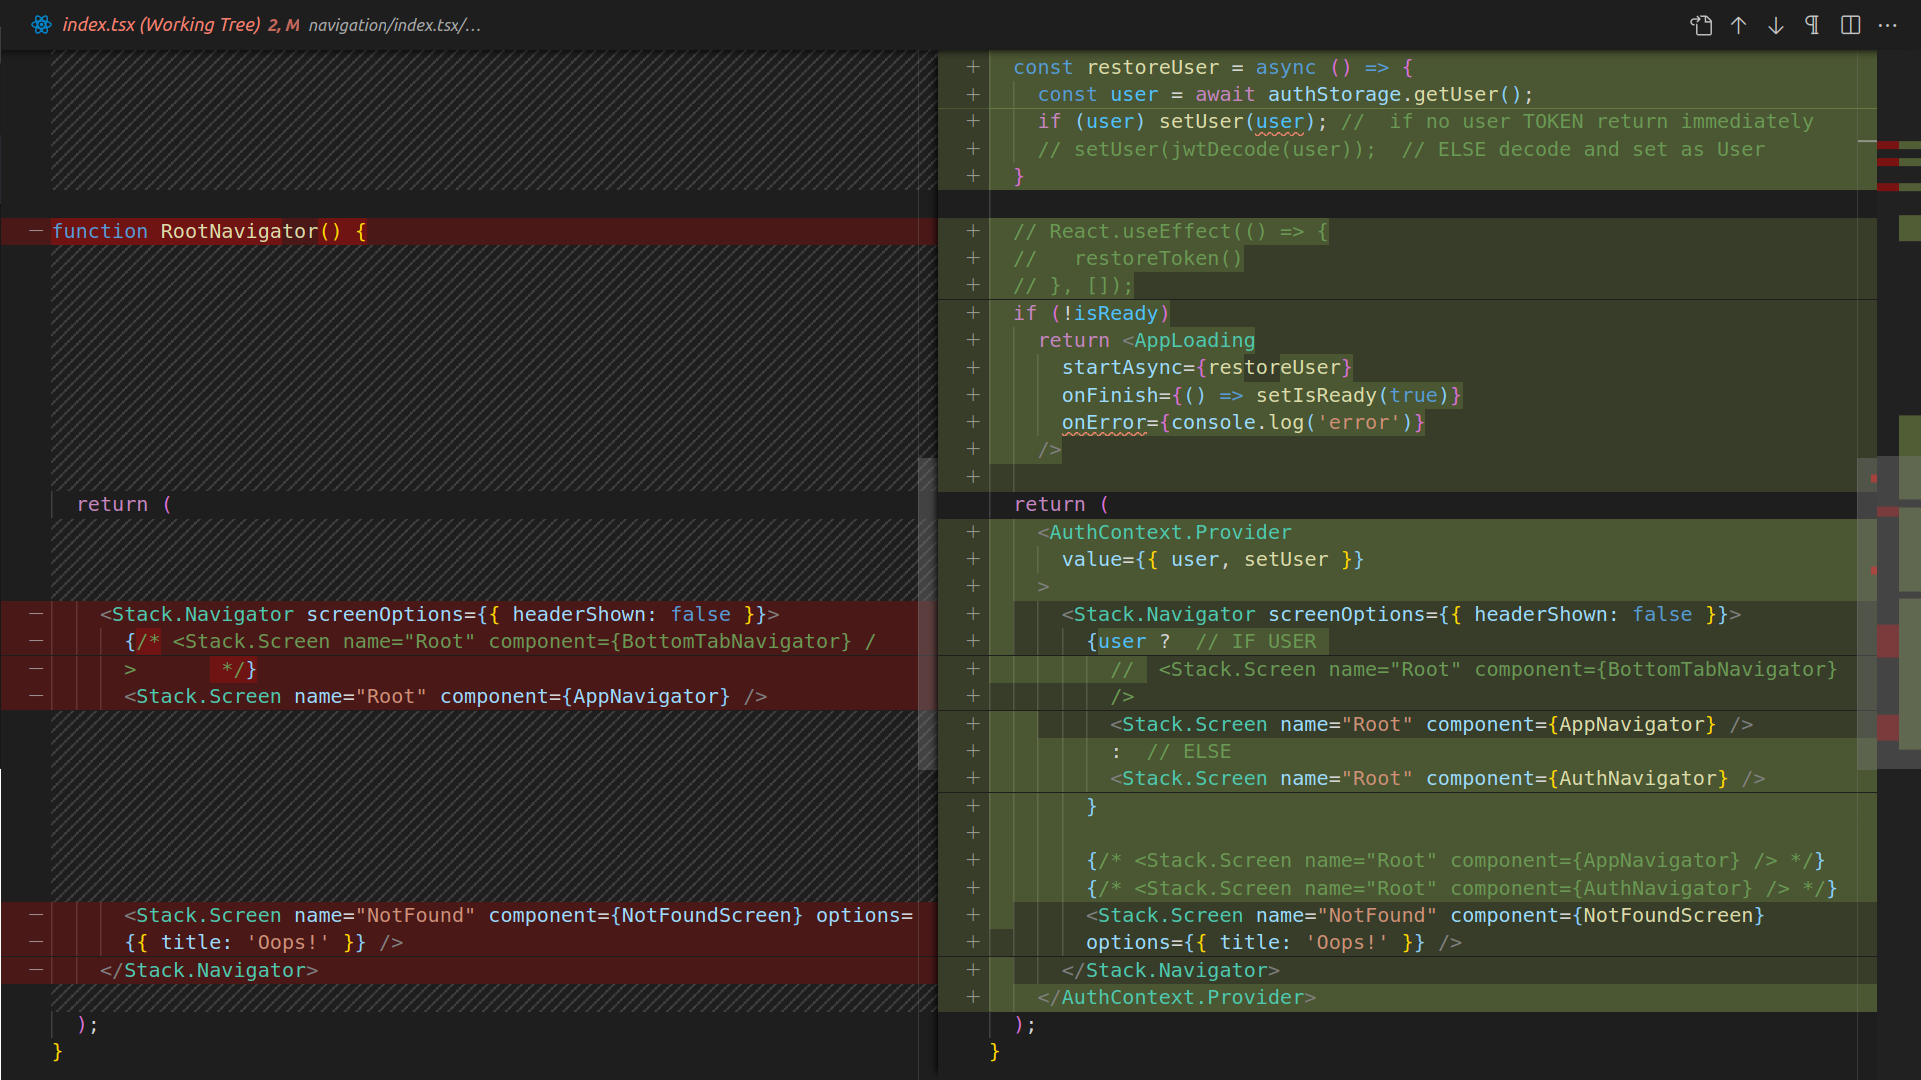 index.tsx (Working Tree) 2, M navigation/index.tsx/...
function RootNavigator() {
return (
<Stack.Navigator screenOptions={{ headerShown: false }}>
{/* <Stack.Screen name="Root" component={BottomTabNavigator} /
> */}
<Stack.Screen name="Root" component={AppNavigator} />
<Stack.Screen name="NotFound" component={NotFoundScreen} options=
{{ title: 'Oops!' }} />
</Stack.Navigator>
);
}
const restoreUser = async () => {
const user = await authStorage.getUser();
if (user) setUser(user); //  if no user TOKEN return immediately
// setUser(jwtDecode(user));  // ELSE decode and set as User
}
// React.useEffect(() => {
//   restoreToken()
// }, []);
if (!isReady)
return <AppLoading
startAsync={restoreUser}
onFinish={() => setIsReady(true)}
onError={console.log('error')}
/>
return (
<AuthContext.Provider
value={{ user, setUser }}
>
<Stack.Navigator screenOptions={{ headerShown: false }}>
{user ?  // IF USER
//  <Stack.Screen name="Root" component={BottomTabNavigator}
/>
<Stack.Screen name="Root" component={AppNavigator} />
:  // ELSE
<Stack.Screen name="Root" component={AuthNavigator} />
}
{/* <Stack.Screen name="Root" component={AppNavigator} /> */}
{/* <Stack.Screen name="Root" component={AuthNavigator} /> */}
<Stack.Screen name="NotFound" component={NotFoundScreen}
options={{ title: 'Oops!' }} />
</Stack.Navigator>
</AuthContext.Provider>
);
}